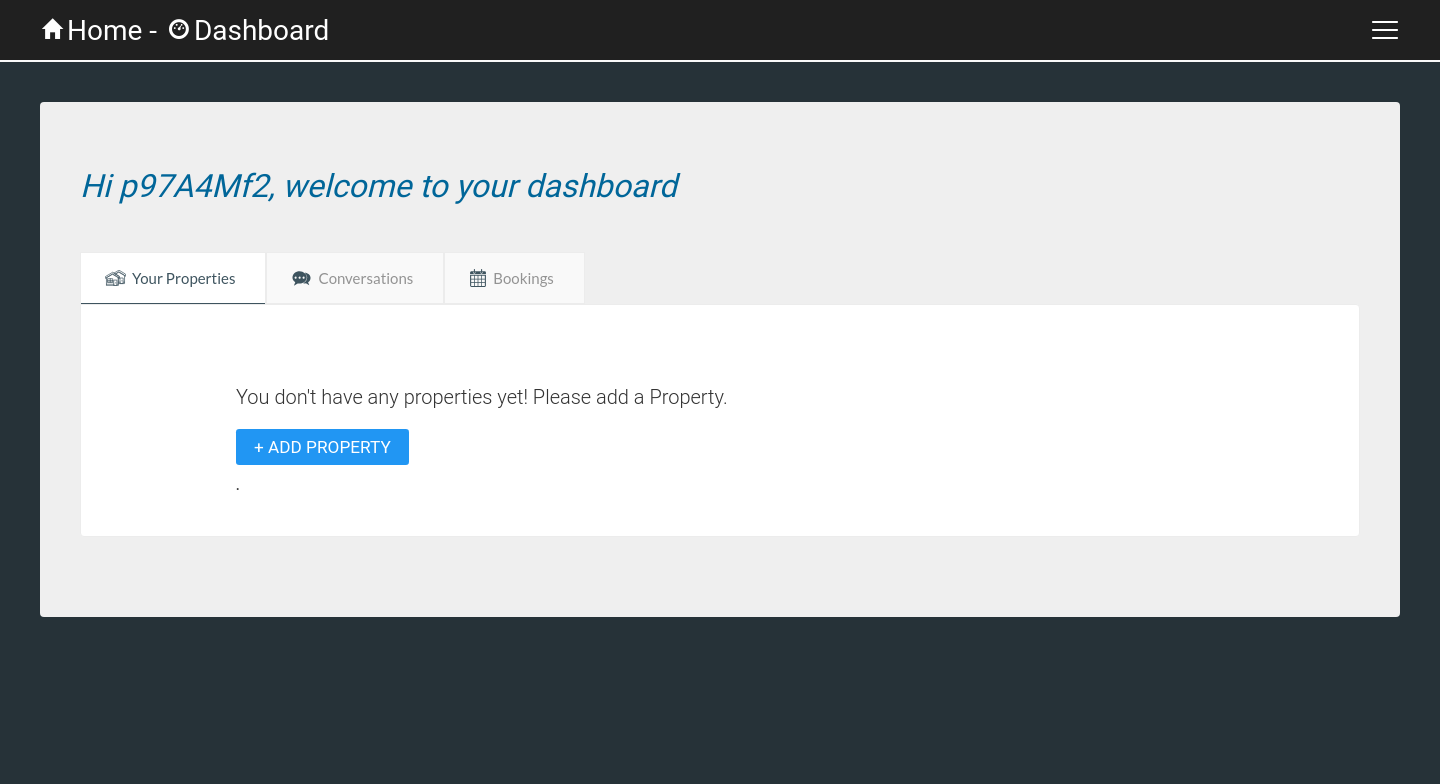 Home - Dashboard
Hi p97A4Mf2, welcome to your dashboard
Your Properties Conversations Bookings
You don't have any properties yet! Please add a Property.
+ ADD PROPERTY
.